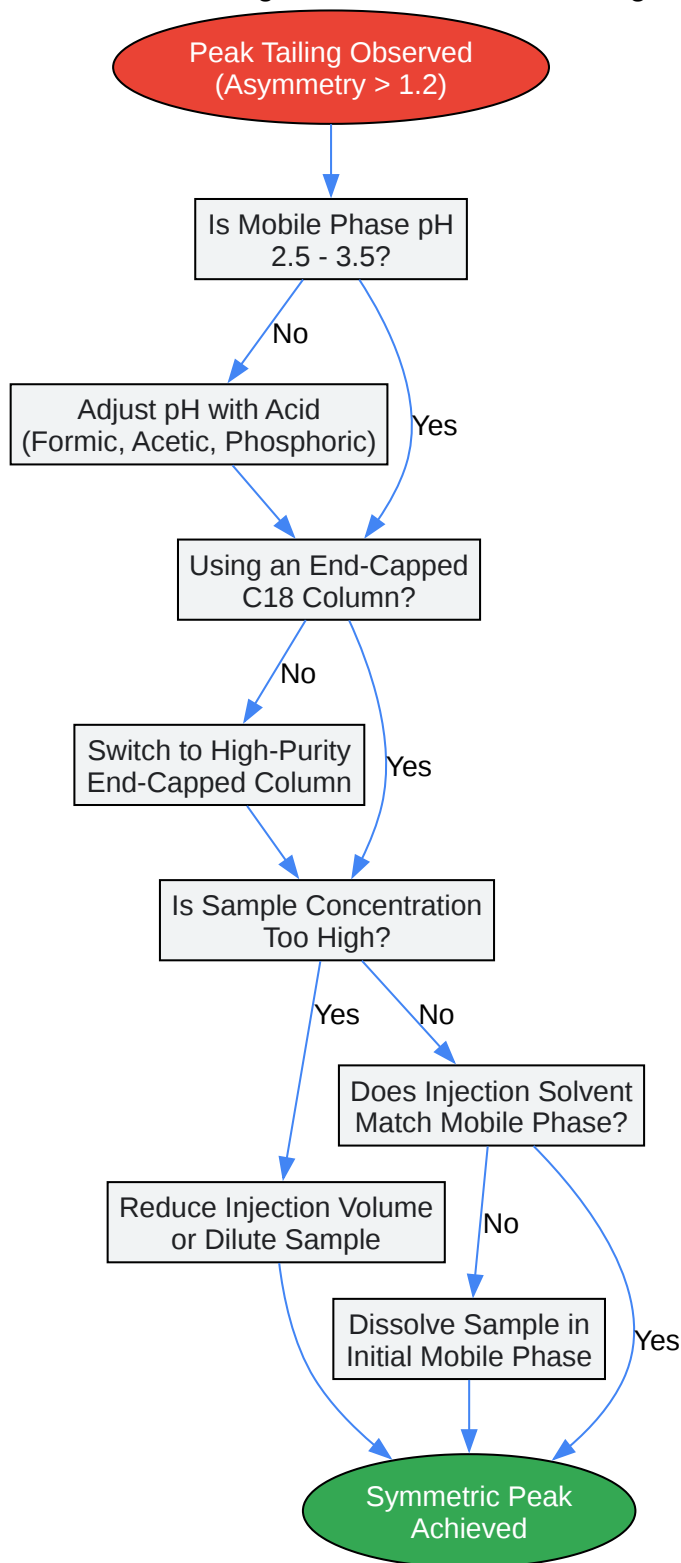 Peak Tailing Observed
(Asymmetry > 1.2)
Is Mobile Phase pH
2.5 - 3.5?
No
Adjust pH with Acid
(Formic, Acetic, Phosphoric)
Yes
Using an End-Capped
C18 Column?
No
Switch to High-Purity
End-Capped Column
Yes
Is Sample Concentration
Too High?
Yes
No
Does Injection Solvent
Match Mobile Phase?
Reduce Injection Volume
or Dilute Sample
No
Dissolve Sample in
Initial Mobile Phase
Yes
Symmetric Peak
Achieved